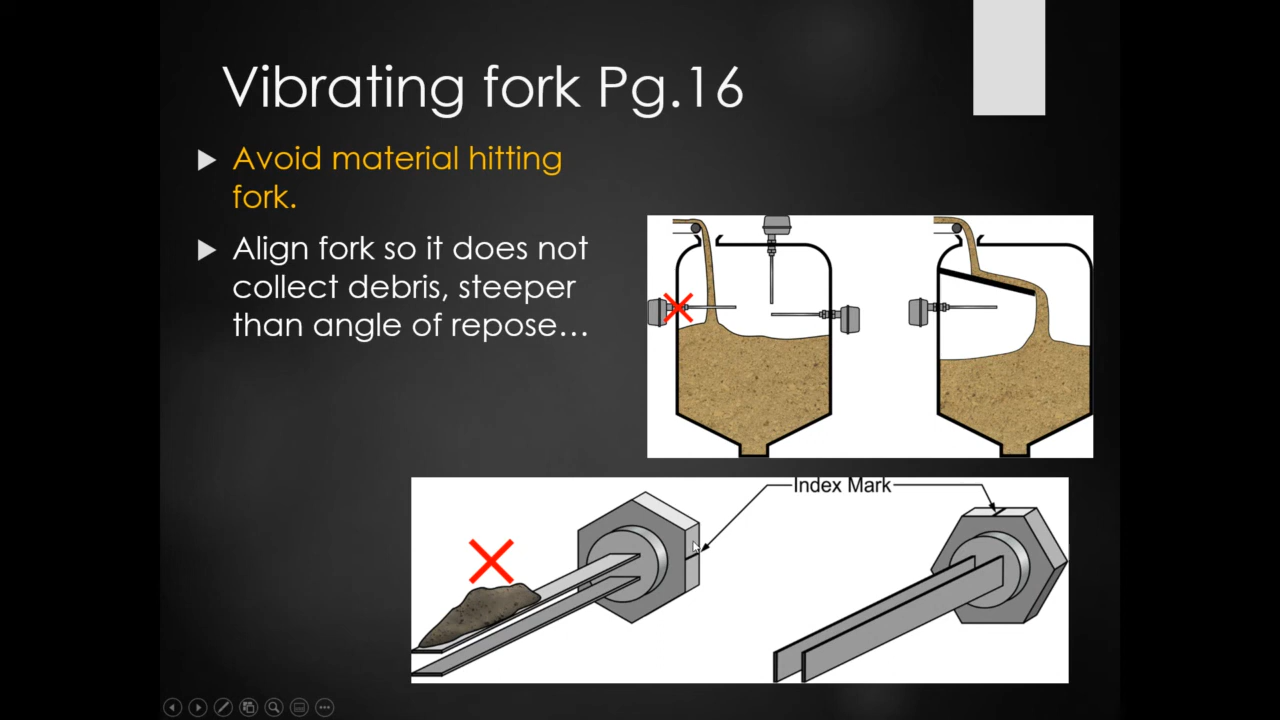 Vibrating fork Pg.16
Avoid material hitting
fork.
Align fork so it does not
collect debris, steeper
than angle of repose…
Index Mark